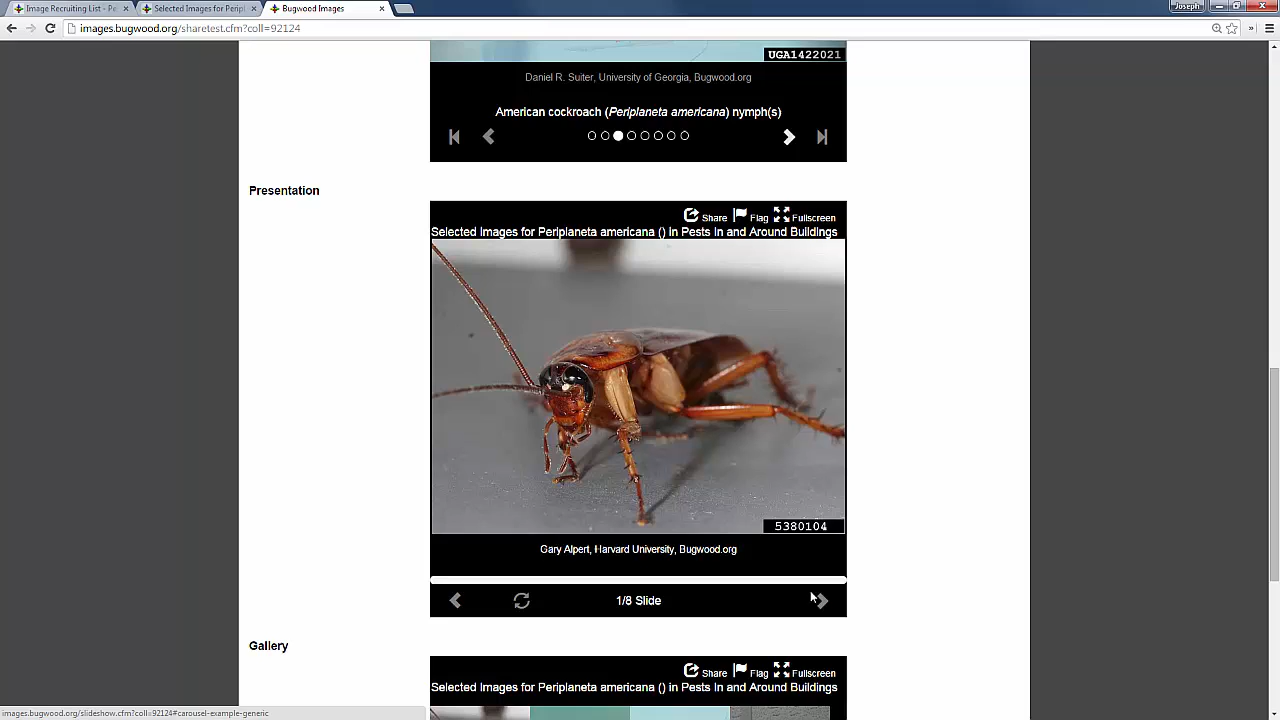 Image Recruiting List - Pe
Selected Images for Peripl
Bugwood Images
Joseph
images.bugwood.org/sharetest.cfm?coll=92124
UGA1422021
Daniel R. Suiter, University of Georgia, Bugwood.org
American cockroach (Periplaneta americana) nymph(s)
Presentation
Share Flag Fullscreen
Selected Images for Periplaneta americana () in Pests In and Around Buildings
5380104
Gary Alpert, Harvard University, Bugwood.org
1/8 Slide
Gallery
Share Flag Fullscreen
Selected Images for Periplaneta americana () in Pests In and Around Buildings
images.bugwood.org/slideshow.cfm?coll=92124#carousel-example-generic